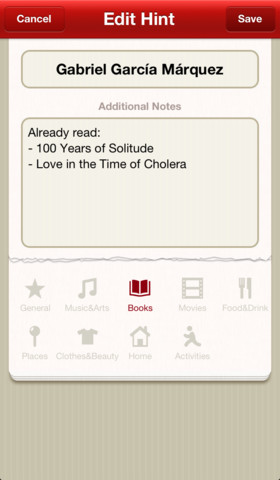 Cancel Edit Hint Save
Gabriel García Márquez
Additional Notes
Already read:
- 100 Years of Solitude
- Love in the Time of Cholera
General Music&Arts Books Movies Food&Drink
Places Clothes&Beauty Home Activities